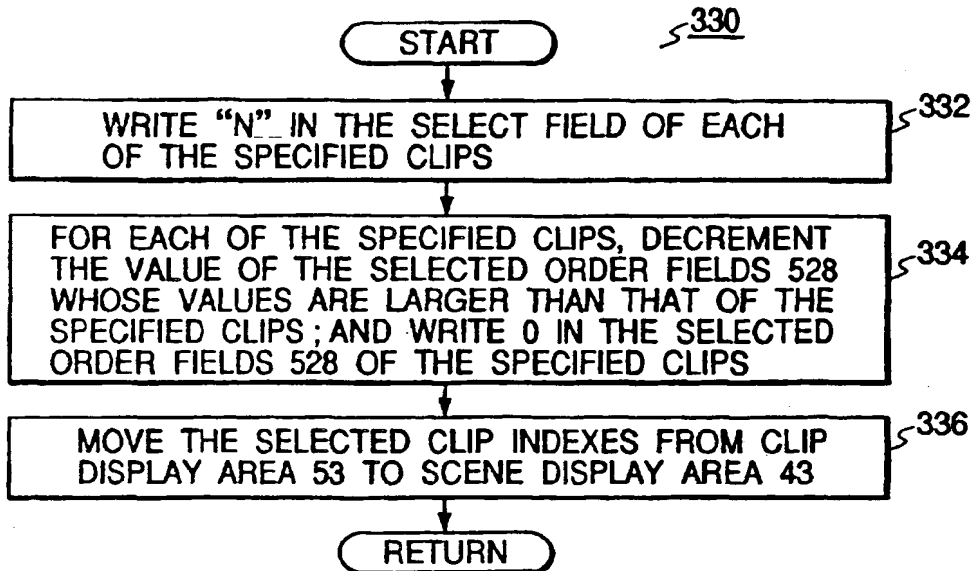 START
330
WRITE "N" IN THE SELECT FIELD OF EACH
OF THE SPECIFIED CLIPS
332
FOR EACH OF THE SPECIFIED CLIPS, DECREMENT
THE VALUE OF THE SELECTED ORDER FIELDS 528
WHOSE VALUES ARE LARGER THAN THAT OF THE
SPECIFIED CLIPS ; AND WRITE 0 IN THE SELECTED
ORDER FIELDS 528 OF THE SPECIFIED CLIPS
334
MOVE THE SELECTED CLIP INDEXES FROM CLIP
DISPLAY AREA 53 TO SCENE DISPLAY AREA 43
336
RETURN